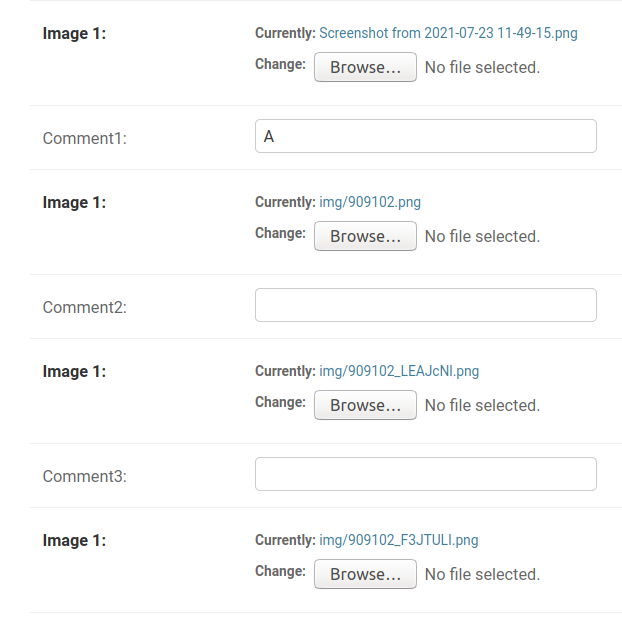 Image 1:
Currently: Screenshot from 2021-07-23 11-49-15.png
Change: Browse... No file selected.
Comment1:
A
Image 1:
Currently: img/909102.png
Change: Browse... No file selected.
Comment2:
Image 1:
Currently: img/909102_LEAJcNl.png
Change: Browse... No file selected.
Comment3:
Image 1:
Currently: img/909102_F3JTULl.png
Change: Browse... No file selected.